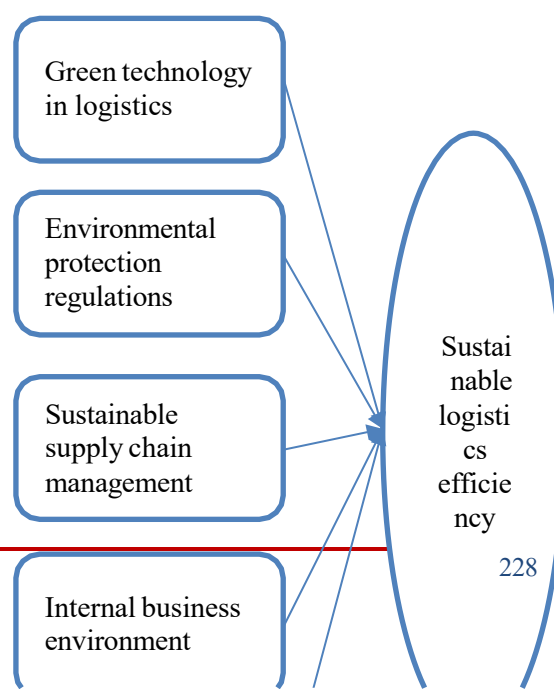 Green technology
in logistics
Environmental
protection
regulations
Sustainable
supply chain
management
Internal business
environment
Sustai
nable
logisti
cs
efficie
ncy
228